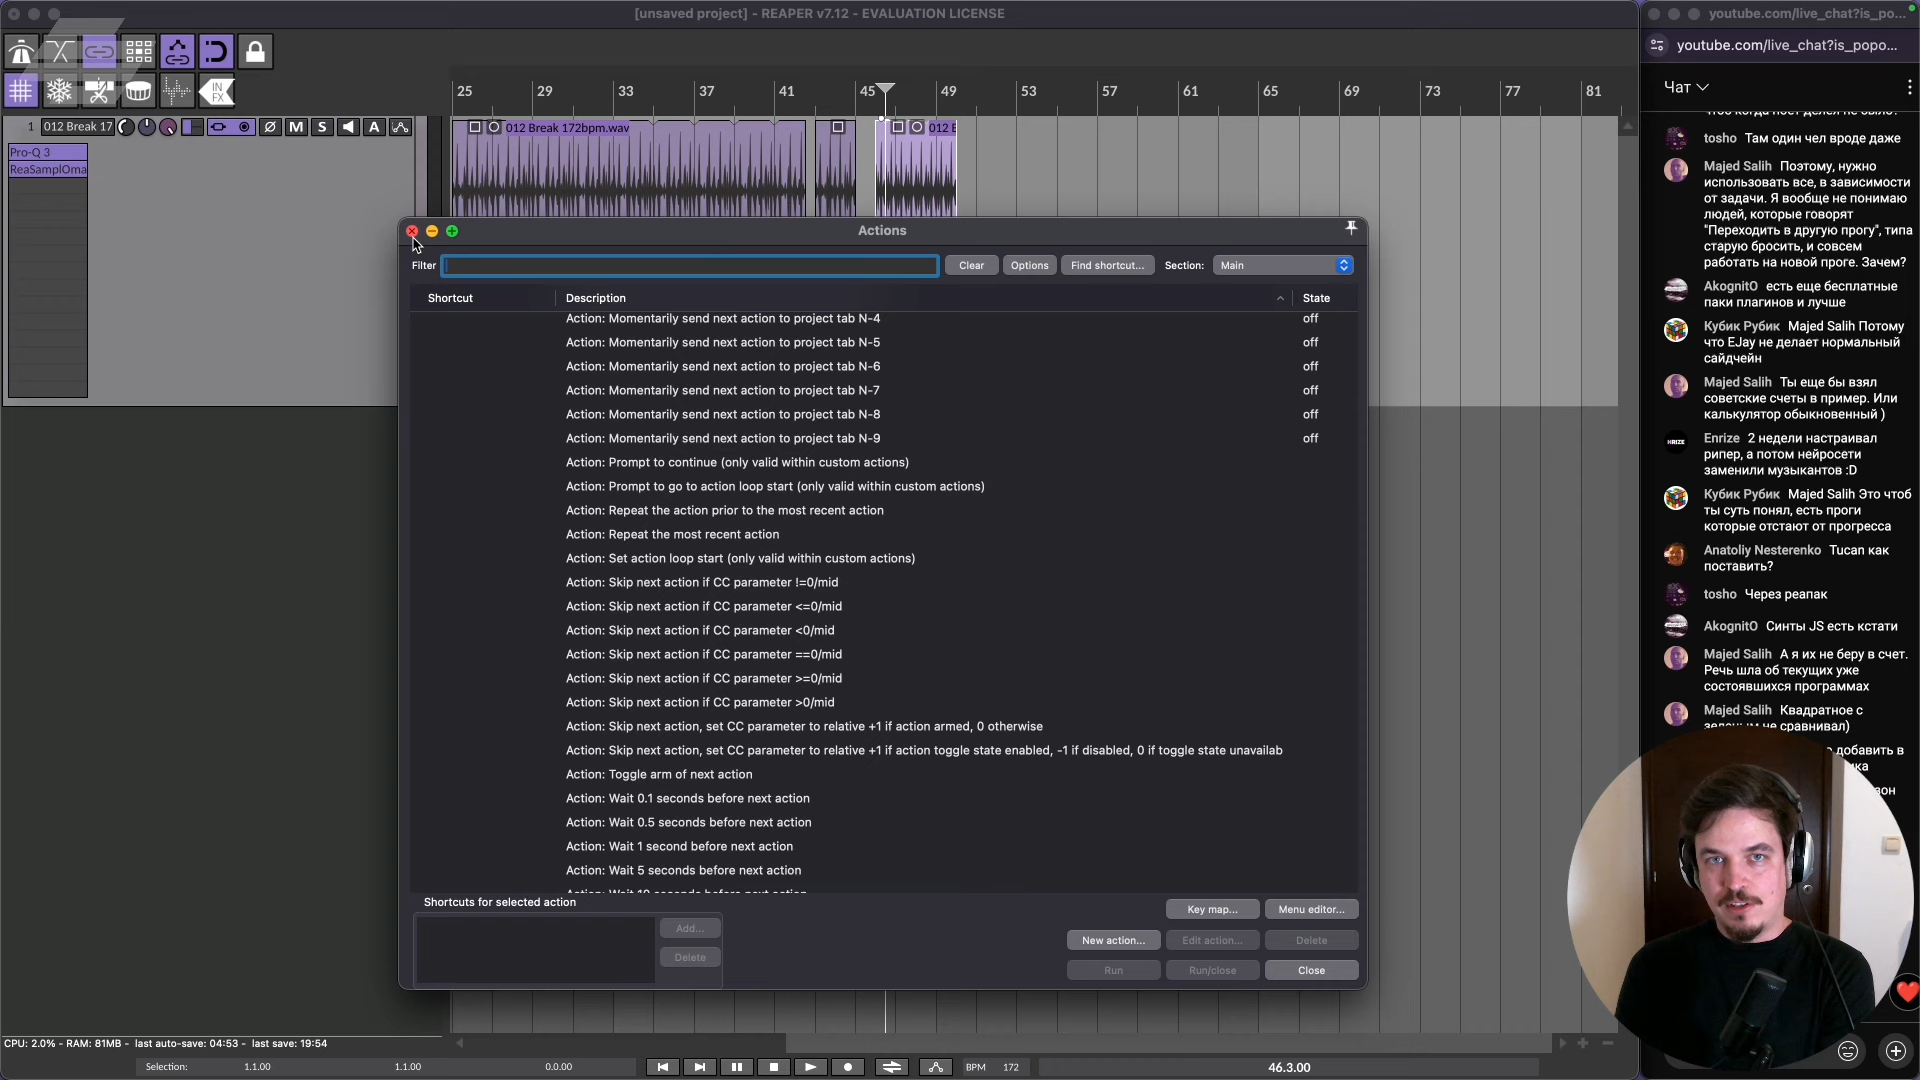 [unsaved project] - REAPER v7.12 - EVALUATION LICENSE
IN
FX
25 29 33 37 41 45 49 53 57 61 65 69 73 77 81
1 012 Break 17 M S A
012 Break 172bpm.wav
012 B
Pro-Q 3
ReaSamplOma
Actions
Filter Clear Options Find shortcut... Section: Main
Shortcut Description State
Action: Momentarily send next action to project tab N-4 off
Action: Momentarily send next action to project tab N-5 off
Action: Momentarily send next action to project tab N-6 off
Action: Momentarily send next action to project tab N-7 off
Action: Momentarily send next action to project tab N-8 off
Action: Momentarily send next action to project tab N-9 off
Action: Prompt to continue (only valid within custom actions)
Action: Prompt to go to action loop start (only valid within custom actions)
Action: Repeat the action prior to the most recent action
Action: Repeat the most recent action
Action: Set action loop start (only valid within custom actions)
Action: Skip next action if CC parameter !=0/mid
Action: Skip next action if CC parameter <=0/mid
Action: Skip next action if CC parameter <0/mid
Action: Skip next action if CC parameter ==0/mid
Action: Skip next action if CC parameter >=0/mid
Action: Skip next action if CC parameter >0/mid
Action: Skip next action, set CC parameter to relative +1 if action armed, 0 otherwise
Action: Skip next action, set CC parameter to relative +1 if action toggle state enabled, -1 if disabled, 0 if toggle state unavailab
Action: Toggle arm of next action
Action: Wait 0.1 seconds before next action
Action: Wait 0.5 seconds before next action
Action: Wait 1 second before next action
Action: Wait 5 seconds before next action
Action: Wait 10 seconds before next action
Shortcuts for selected action
Add...
Delete
Key map... Menu editor...
New action... Edit action... Delete
Run Run/close Close
CPU: 2.0% - RAM: 81MB - last auto-save: 04:53 - last save: 19:54
Selection: 1.1.00 1.1.00 0.0.00 BPM 172 46.3.00
youtube.com/live_chat?is_po...
youtube.com/live_chat?is_popo...
Чат
tosho Там один чел вроде даже
Majed Salih Поэтому, нужно
использовать все, в зависимости
от задачи. Я вообще не понимаю
людей, которые говорят
"Переходить в другую прогу", типа
старую бросить, и совсем
работать на новой проге. Зачем?
AkognitO есть еще бесплатные
паки плагинов и лучше
Кубик Рубик Majed Salih Потому
что EJay не делает нормальный
сайдчейн
Majed Salih Ты еще бы взял
советские счеты в пример. Или
калькулятор обыкновенный )
NRIZE
Enrize 2 недели настраивал
рипер, а потом нейросети
заменили музыкантов :D
Кубик Рубик Majed Salih Это чтоб
ты суть понял, есть проги
которые отстают от прогресса
Anatoliy Nesterenko Tucan как
поставить?
tosho Через реапак
AkognitO Синты JS есть кстати
Majed Salih А я их не беру в счет.
Речь шла об текущих уже
состоявшихся программах
Majed Salih Квадратное с
зеленым не сравнивал)
добавить в